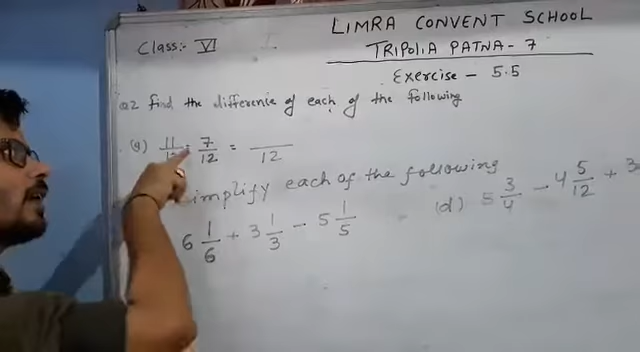 LIMRA CONVENT SCHOOL
Class:- VI
TRIPOLIA PATNA - 7
Exercise - 5.5
Q2 find the difference of each of the following
(a) 11/12 - 7/12 = /12
implify each of the following
6 1/6 + 3 1/3 - 5 1/5
(d) 5 3/4 - 4 5/12 + 3